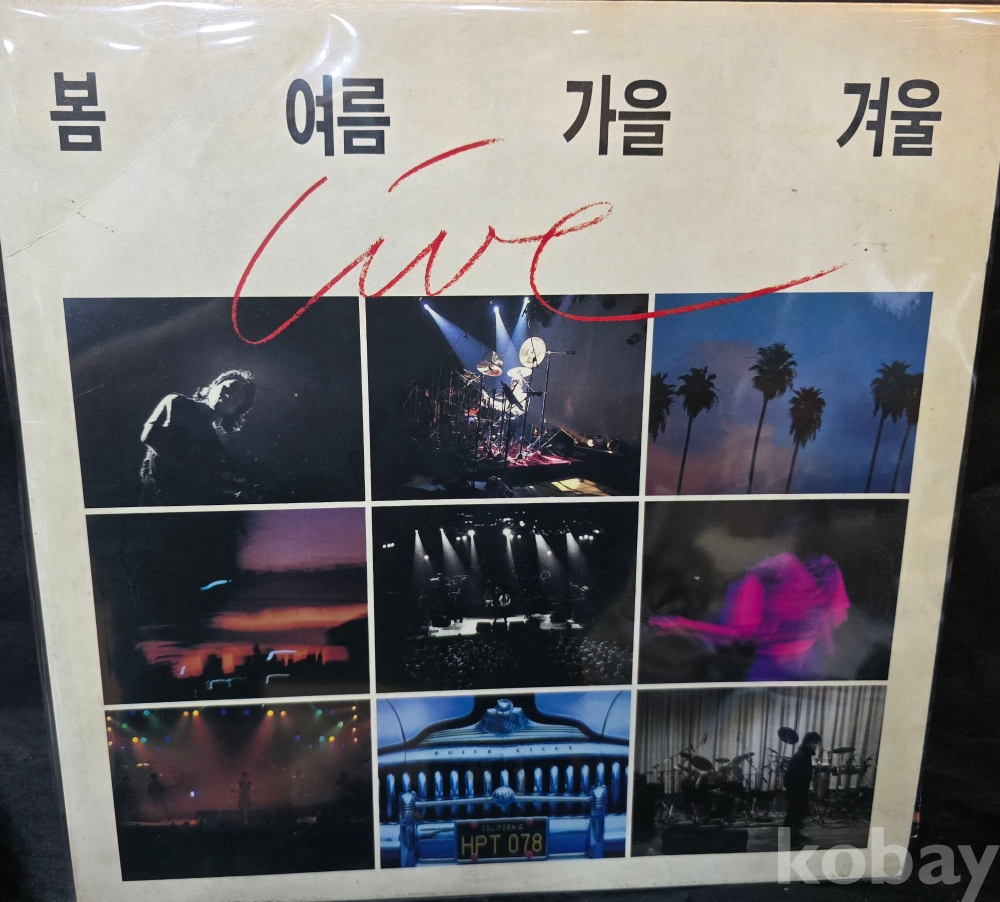 봄 여름 가을 겨울
live
BUICK EIGHT
CALIFORNIA
HPT 078
kobay